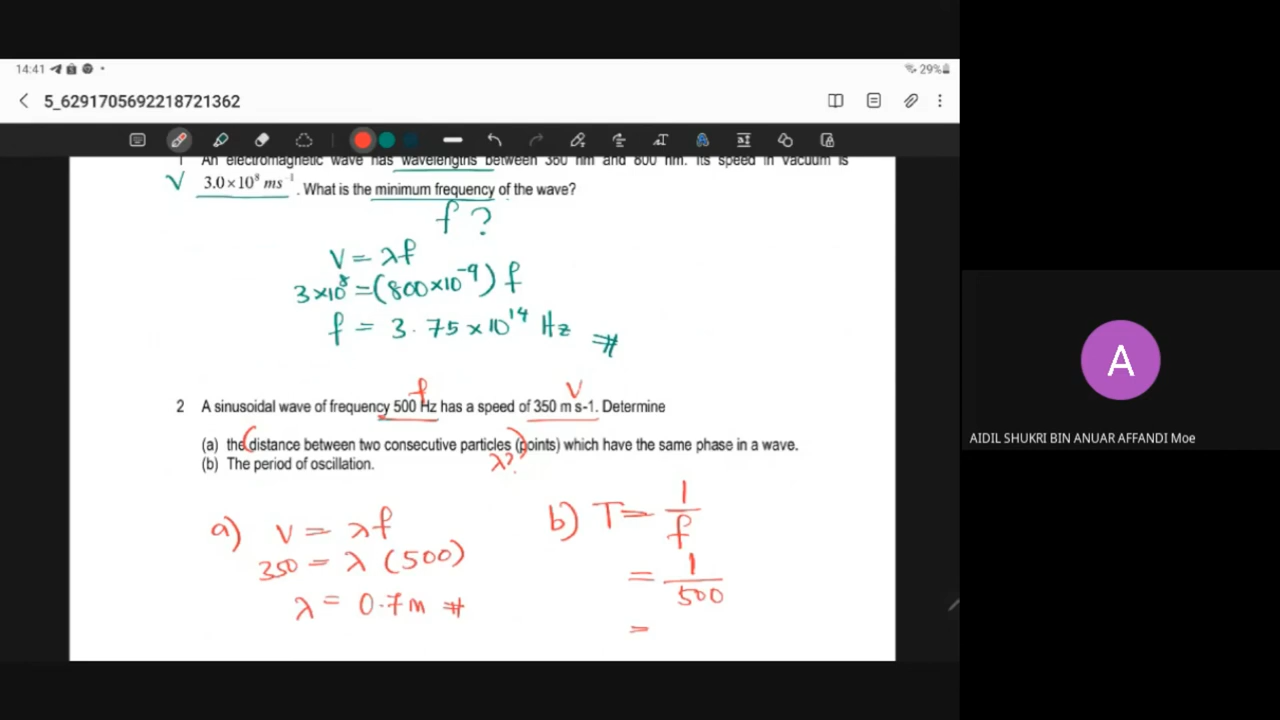 14:41
29%
5_6291705692218721362
1 An electromagnetic wave has wavelengths between 360 nm and 800 nm. Its speed in vacuum is
V 3.0×10⁸ ms⁻¹. What is the minimum frequency of the wave?
f ?
V = λf
3×10⁸ = (800×10⁻⁹) f
f = 3.75×10¹⁴ Hz #
f V
2 A sinusoidal wave of frequency 500 Hz has a speed of 350 m s-1. Determine
(a) the distance between two consecutive particles (points) which have the same phase in a wave.
λ?
(b) The period of oscillation.
a) V = λf
350 = λ (500)
λ = 0.7m #
b) T = 1/f
= 1/500
=
A
AIDIL SHUKRI BIN ANUAR AFFANDI Moe